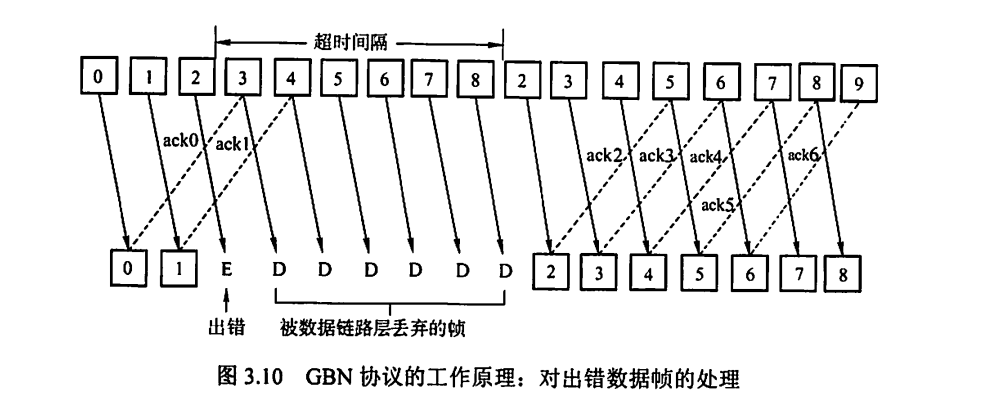 超时间隔
0 1 2 3 4 5 6 7 8 2 3 4 5 6 7 8 9
ack0 ack1 ack2 ack3 ack4 ack6
ack5
0 1 E D D D D D D 2 3 4 5 6 7 8
出错 被数据链路层丢弃的帧
图 3.10 GBN 协议的工作原理：对出错数据帧的处理